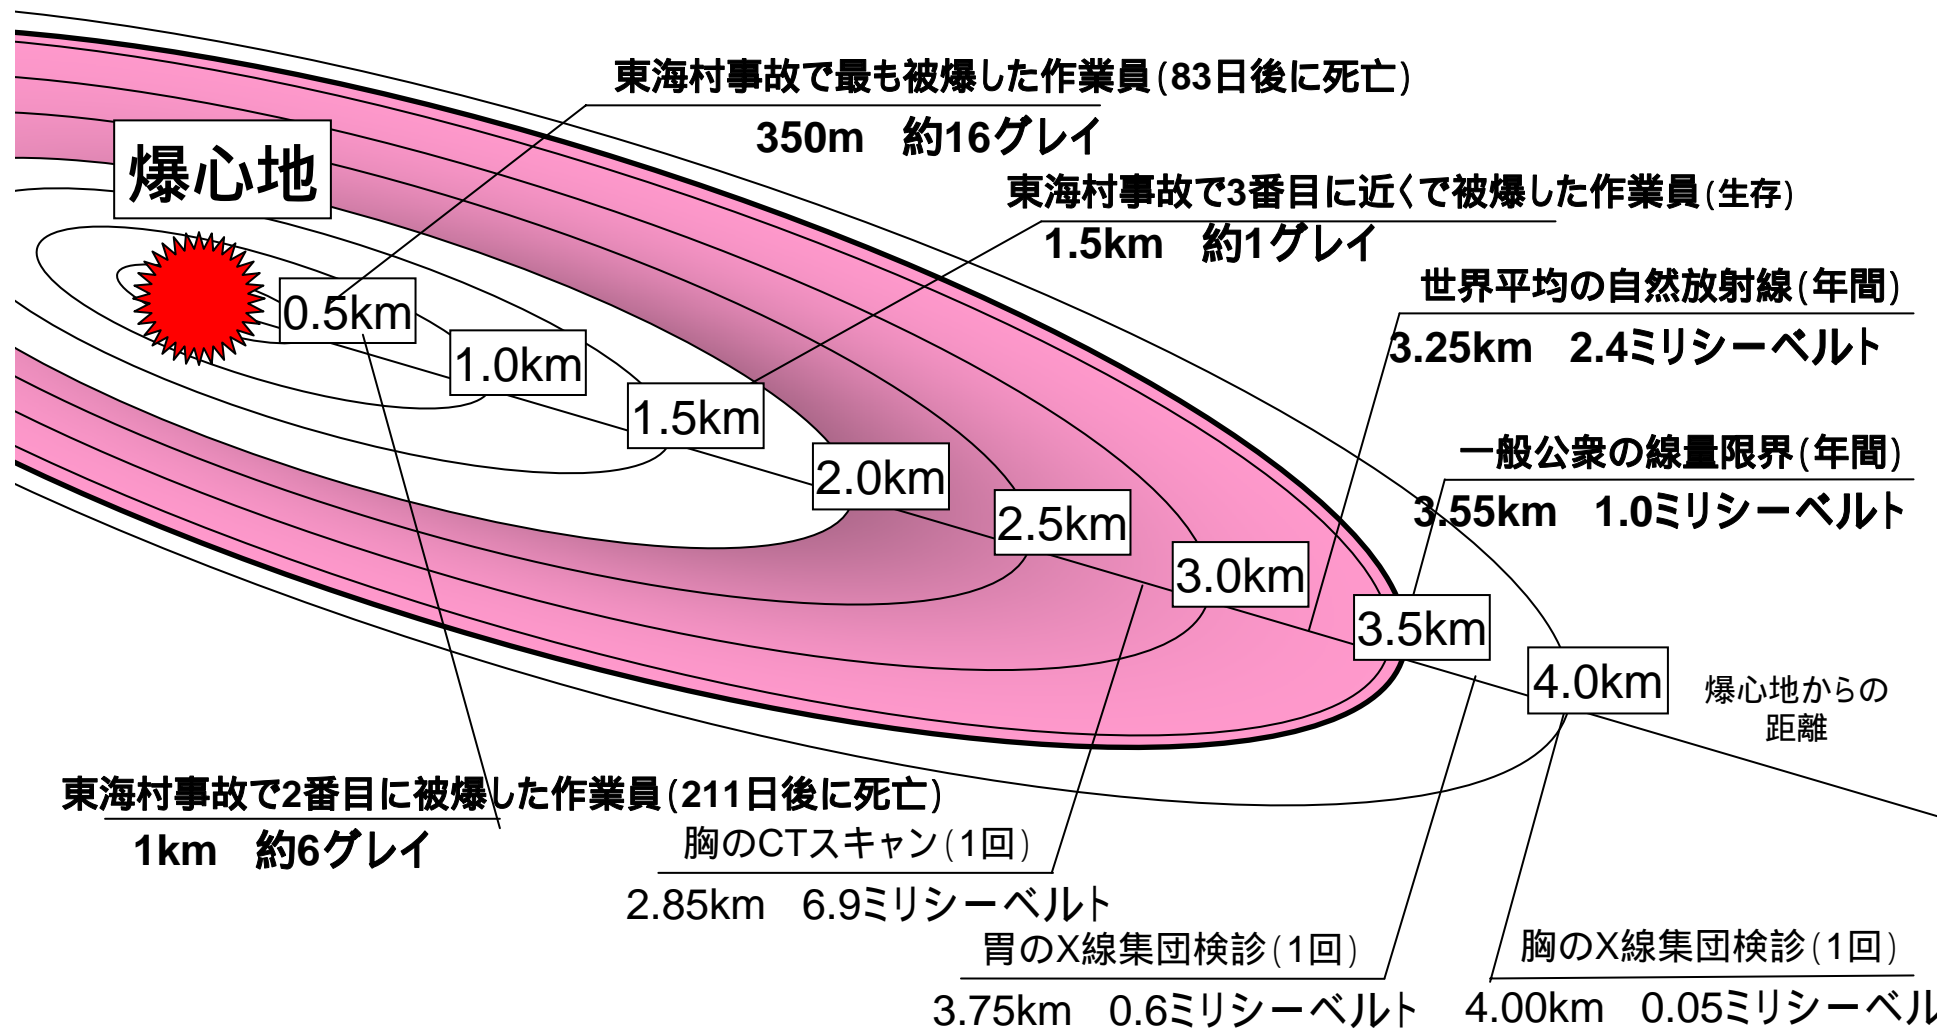 東海村事故で最も被爆した作業員(83日後に死亡)
350m 約16グレイ
爆心地
東海村事故で3番目に近くで被爆した作業員(生存)
1.5km 約1グレイ
世界平均の自然放射線(年間)
3.25km 2.4ミリシーベルト
0.5km
1.0km
1.5km
2.0km
2.5km
3.0km
3.5km
4.0km
一般公衆の線量限界(年間)
3.55km 1.0ミリシーベルト
爆心地からの
距離
東海村事故で2番目に被爆した作業員(211日後に死亡)
1km 約6グレイ
胸のCTスキャン(1回)
2.85km 6.9ミリシーベルト
胃のX線集団検診(1回)
3.75km 0.6ミリシーベルト
胸のX線集団検診(1回)
4.00km 0.05ミリシーベル